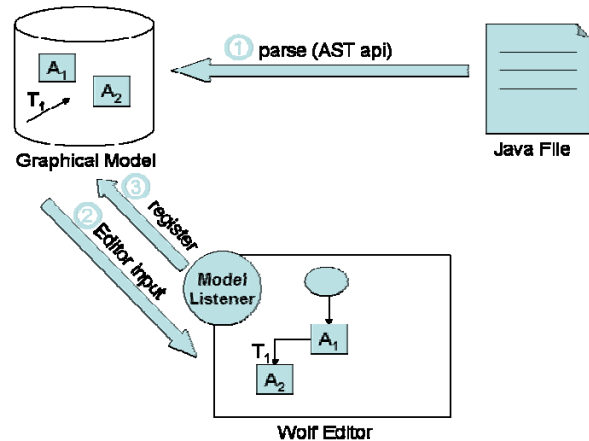 1 parse (AST api)
A1
A2
T1
Graphical Model
Java File
3 register
2 Editor input
Model
Listener
A1
T1
A2
Wolf Editor